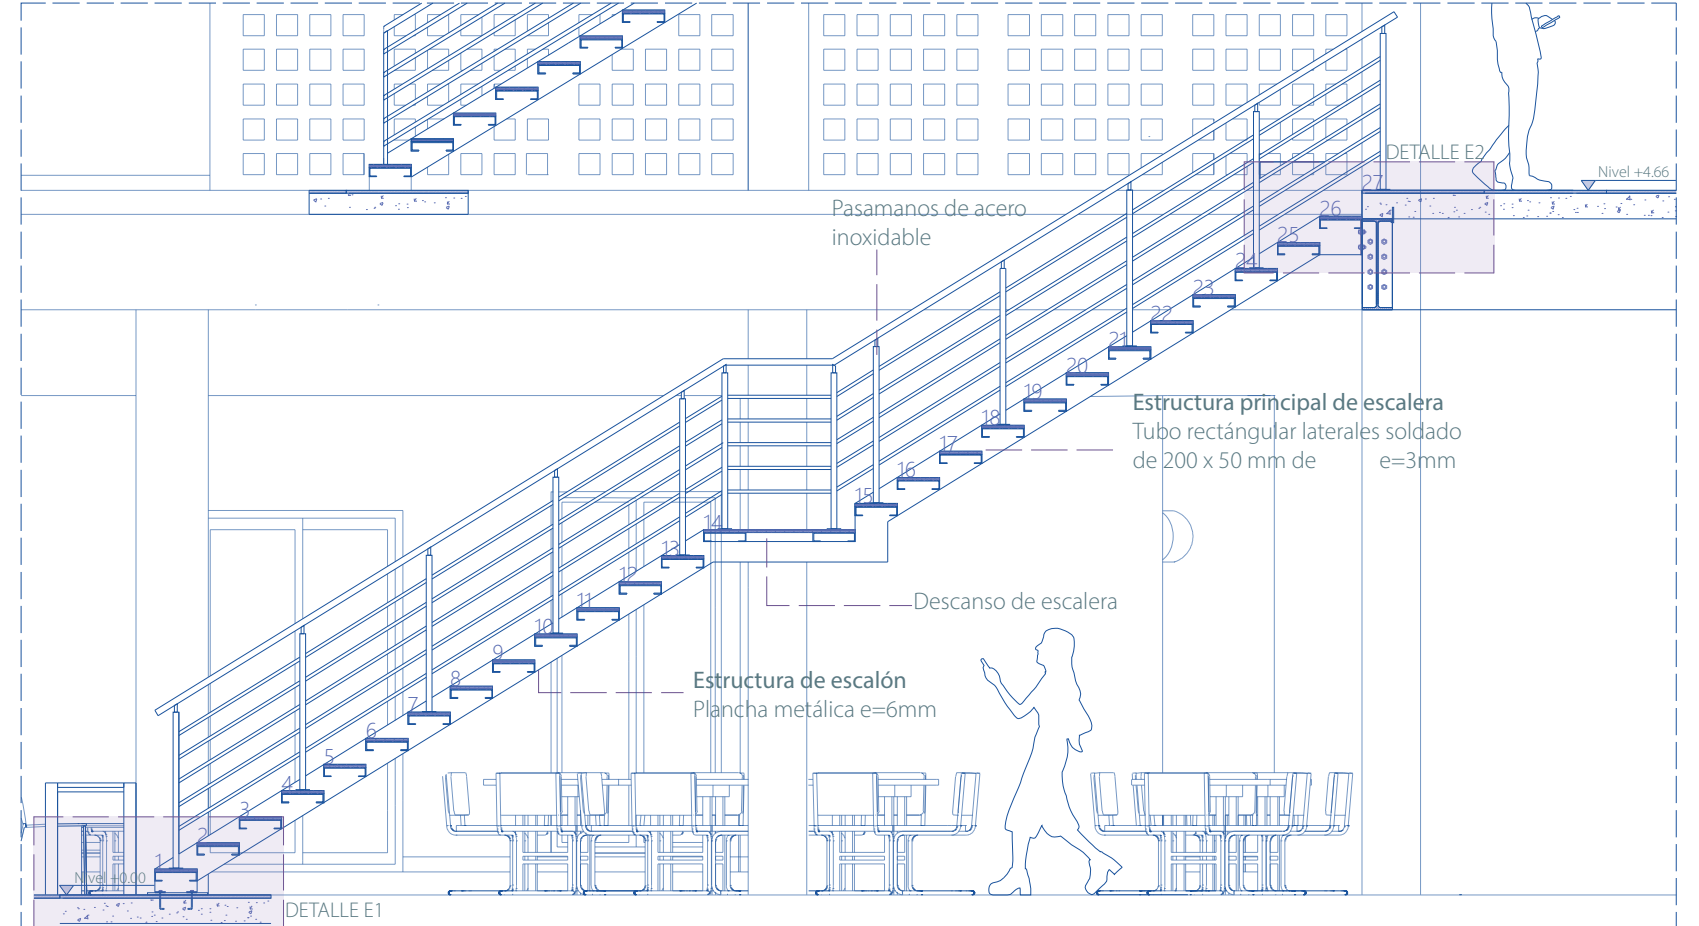 DETALLE E2
Nivel +4.66
27
Pasamanos de acero
inoxidable
26
25
24
23
22
21
20
19
Estructura principal de escalera
Tubo rectángular laterales soldado
de 200 x 50 mm de e=3mm
18
17
16
15
14
13
12
Descanso de escalera
11
10
9
Estructura de escalón
Plancha metálica e=6mm
8
7
6
5
4
3
2
1
Nivel +0.00
DETALLE E1